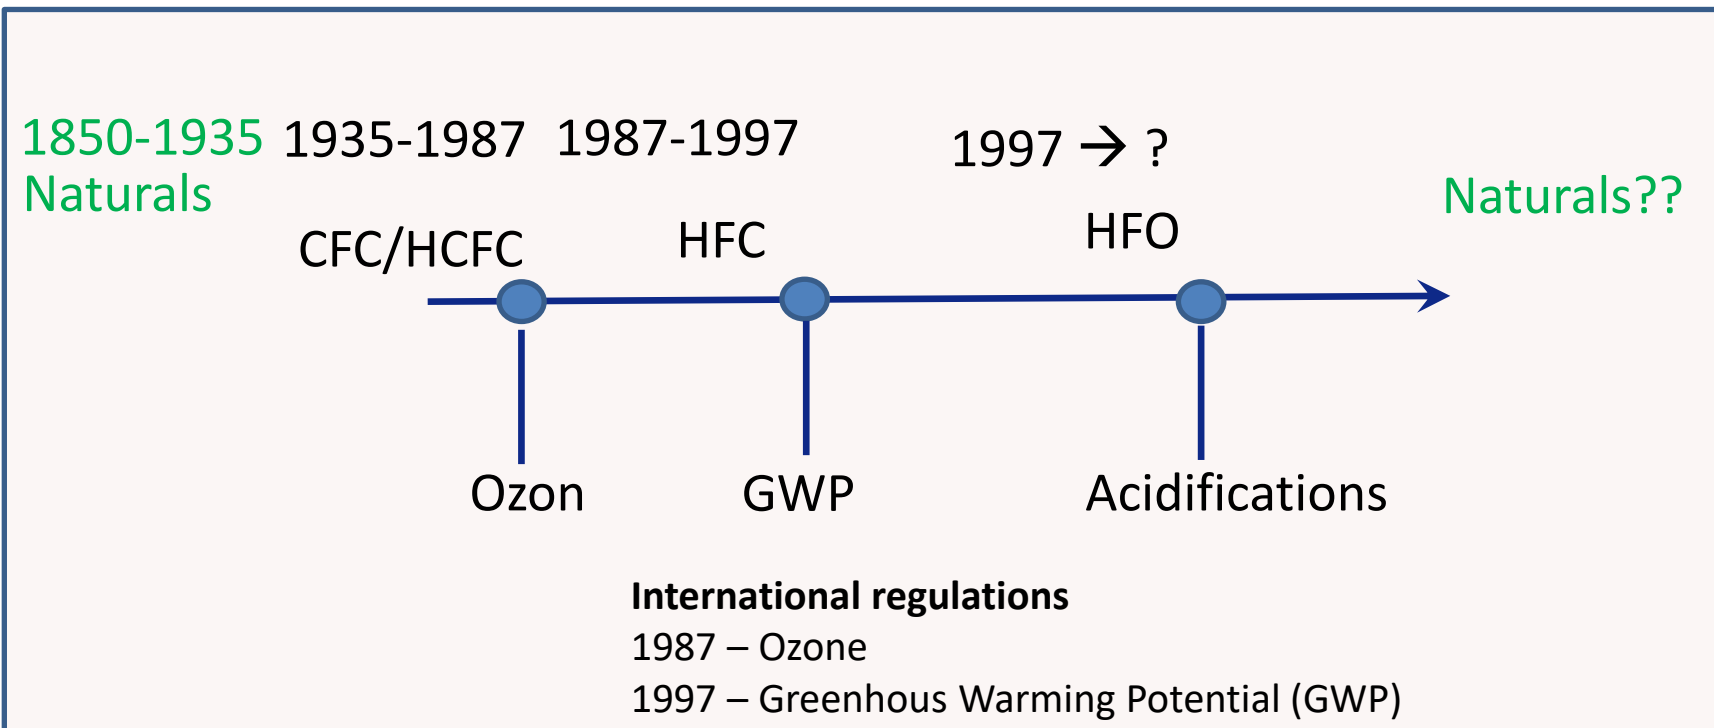 1850-1935 1935-1987 1987-1997 1997 → ?
Naturals Naturals??
CFC/HCFC HFC HFO
Ozon GWP Acidifications
International regulations
1987 – Ozone
1997 – Greenhous Warming Potential (GWP)